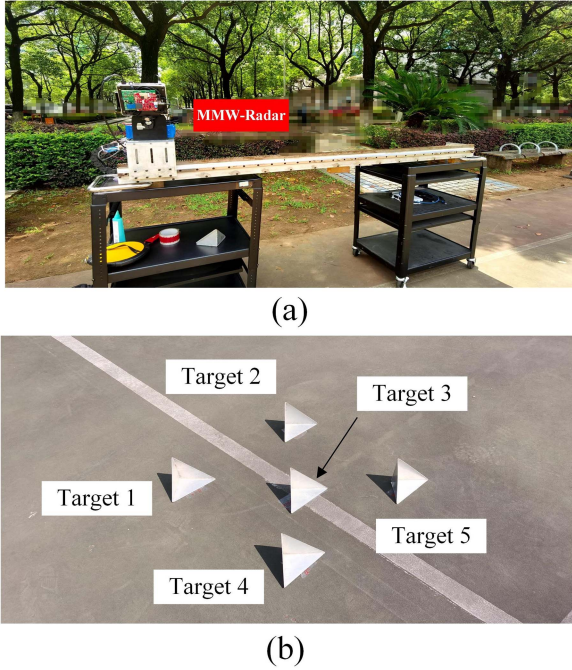 MMW-Radar
(a)
Target 2
Target 3
Target 1
Target 5
Target 4
(b)